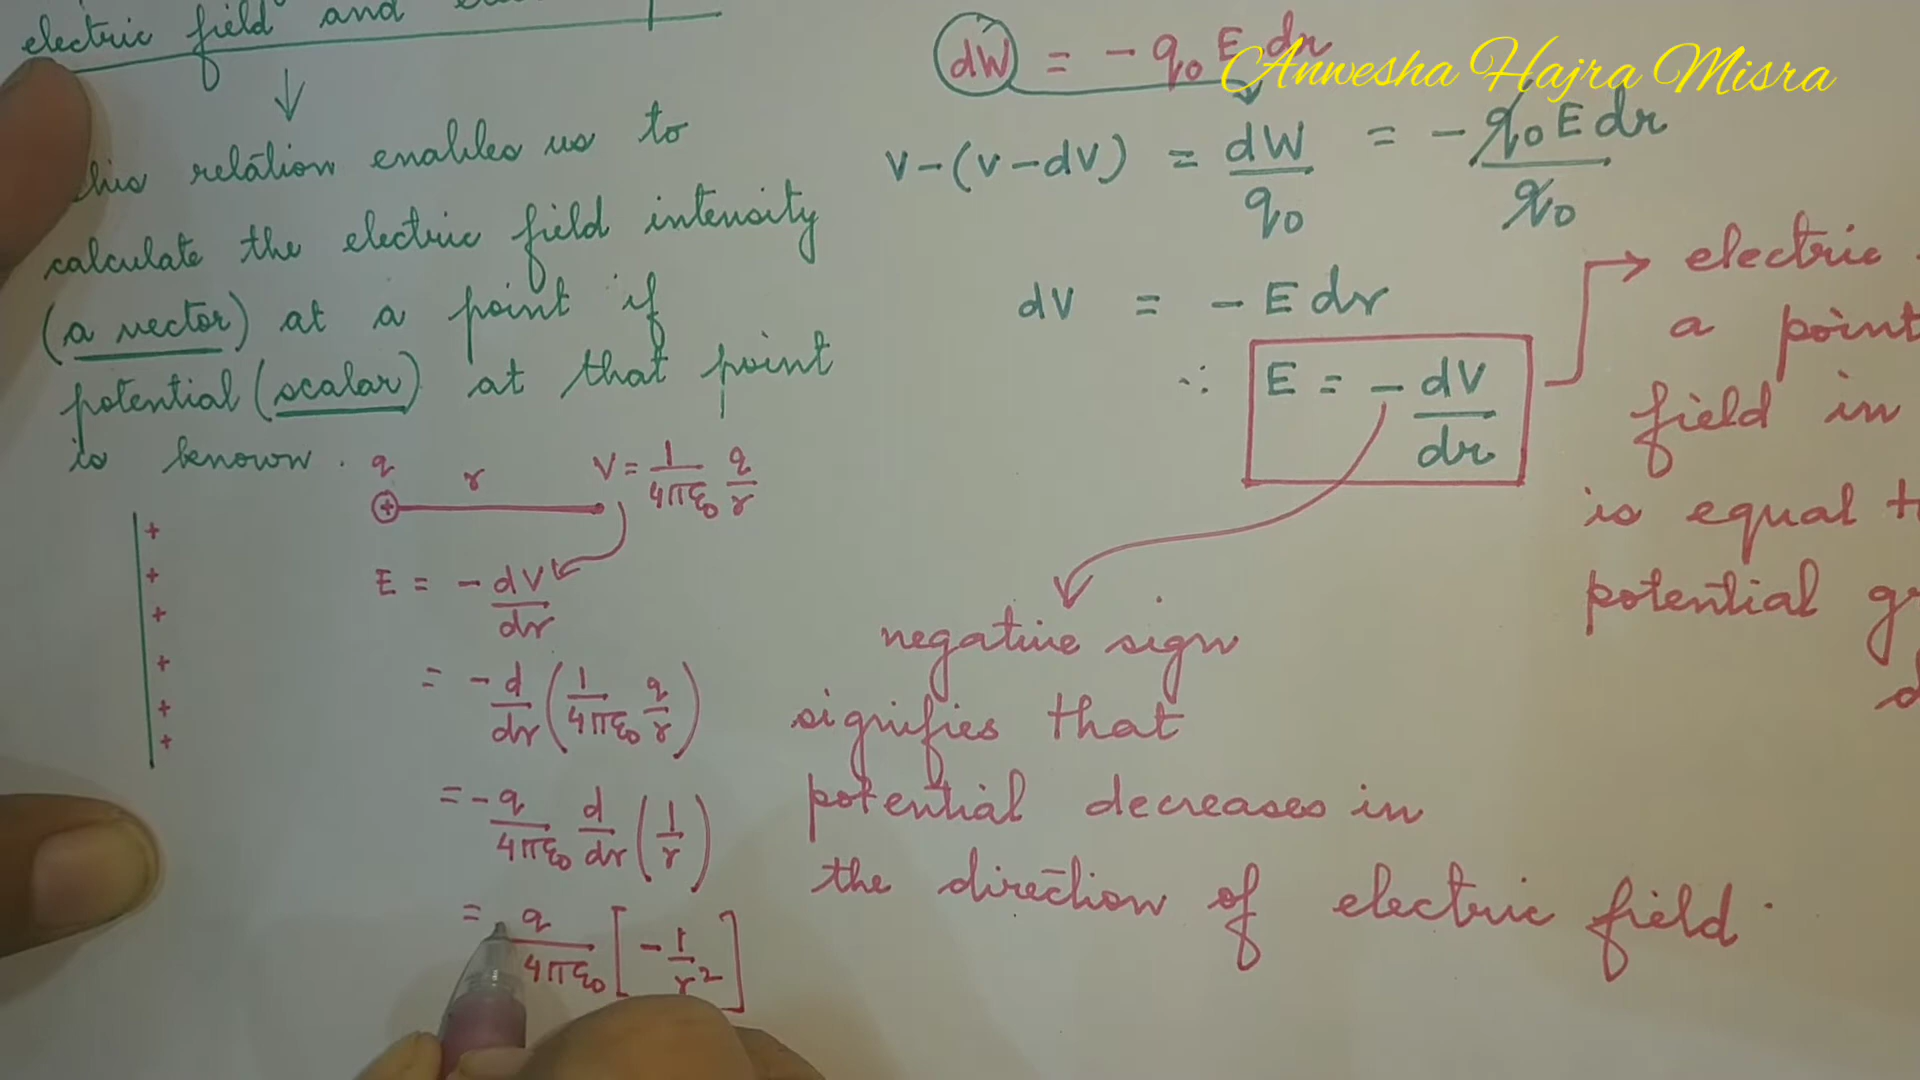 electric field and
this relation enables us to
calculate the electric field intensity
(a vector) at a point if
potential (scalar) at that point
is known.
q r V = 1/4πε₀ q/r
+
+
+
+
+
+
+
E = - dV/dr
= - d/dr (1/4πε₀ q/r)
= - q/4πε₀ d/dr (1/r)
= q/4πε₀ [- 1/r²]
dW = - q₀ E dr
Anwesha Hajra Misra
V-(V-dV) = dW/q₀ = - q₀ E dr/q₀
dV = - E dr
∴ E = - dV/dr
negative sign
signifies that
potential decreases in
the direction of electric field.
electric
a point
field in
is equal
potential